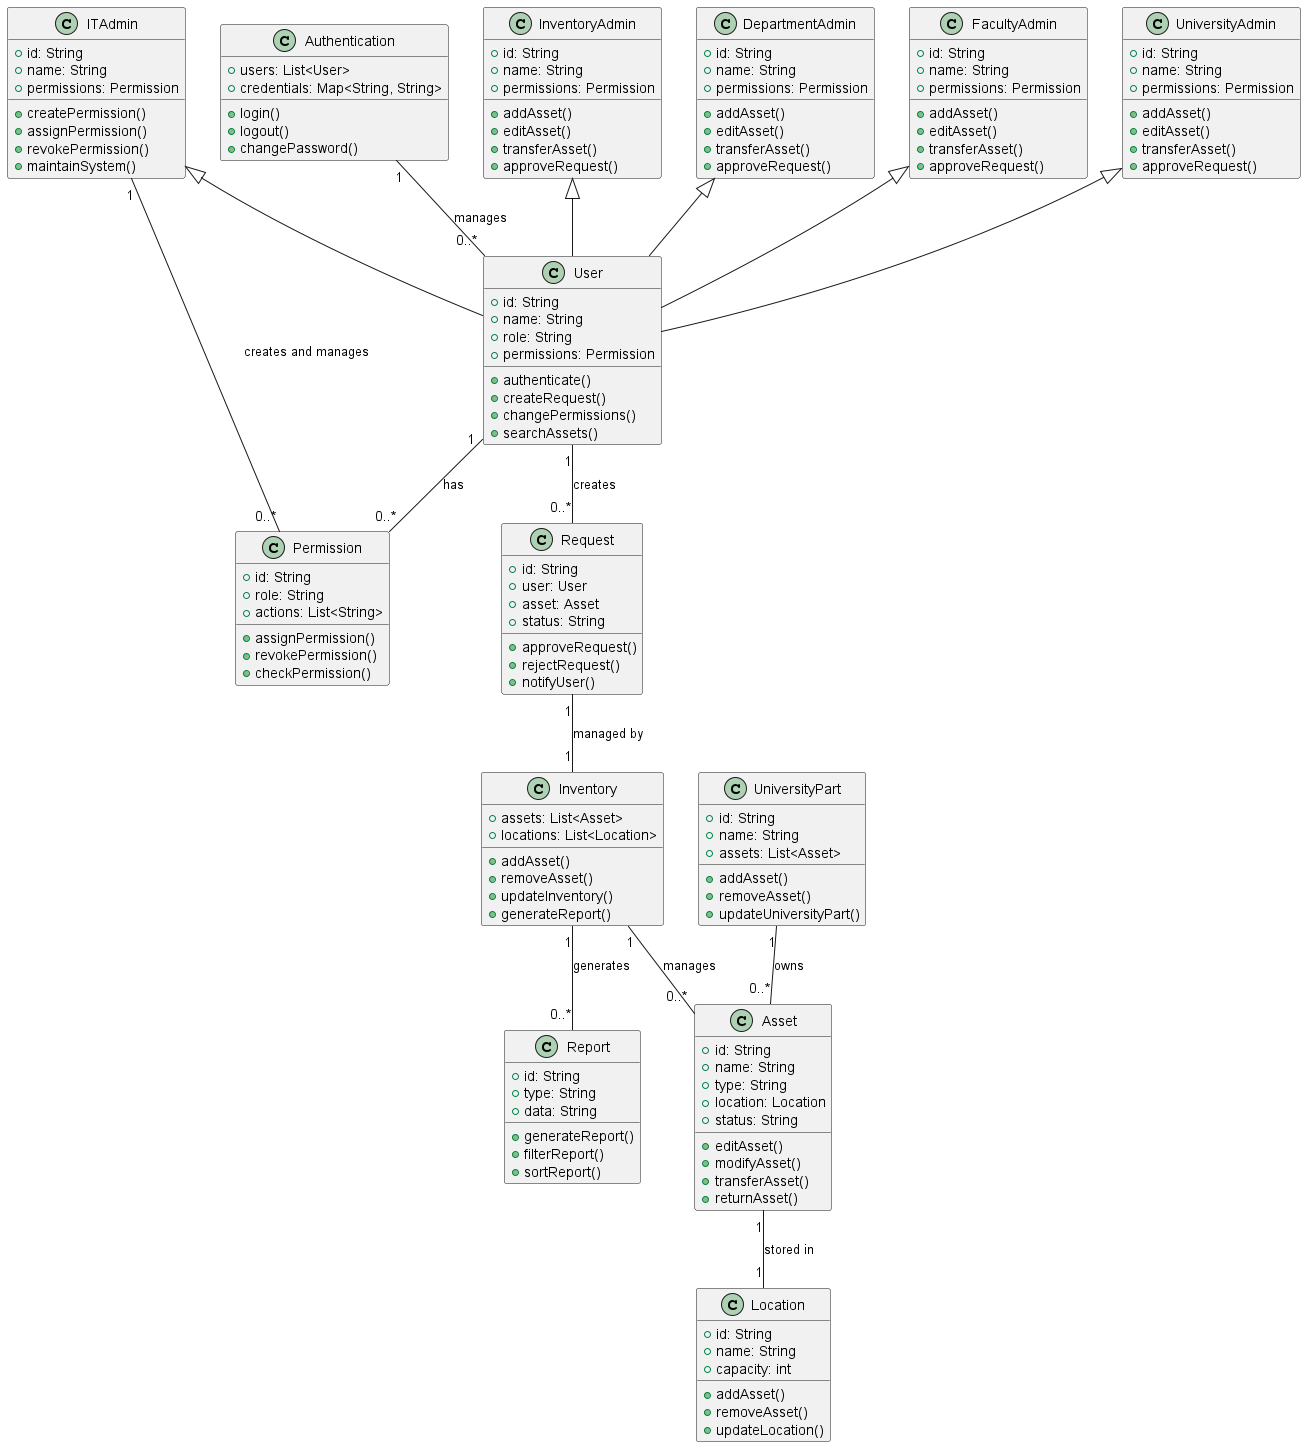 C ITAdmin
id: String
name: String
permissions: Permission
createPermission()
assignPermission()
revokePermission()
maintainSystem()
C Authentication
users: List<User>
credentials: Map<String, String>
login()
logout()
changePassword()
C InventoryAdmin
id: String
name: String
permissions: Permission
addAsset()
editAsset()
transferAsset()
approveRequest()
C DepartmentAdmin
id: String
name: String
permissions: Permission
addAsset()
editAsset()
transferAsset()
approveRequest()
C FacultyAdmin
id: String
name: String
permissions: Permission
addAsset()
editAsset()
transferAsset()
approveRequest()
C UniversityAdmin
id: String
name: String
permissions: Permission
addAsset()
editAsset()
transferAsset()
approveRequest()
1
manages
0..*
1
creates and manages
0..*
C User
id: String
name: String
role: String
permissions: Permission
authenticate()
createRequest()
changePermissions()
searchAssets()
1
has
0..*
1
creates
0..*
C Permission
id: String
role: String
actions: List<String>
assignPermission()
revokePermission()
checkPermission()
C Request
id: String
user: User
asset: Asset
status: String
approveRequest()
rejectRequest()
notifyUser()
1
managed by
1
C Inventory
assets: List<Asset>
locations: List<Location>
addAsset()
removeAsset()
updateInventory()
generateReport()
C UniversityPart
id: String
name: String
assets: List<Asset>
addAsset()
removeAsset()
updateUniversityPart()
1
generates
0..*
1
manages
0..*
1
owns
0..*
C Report
id: String
type: String
data: String
generateReport()
filterReport()
sortReport()
C Asset
id: String
name: String
type: String
location: Location
status: String
editAsset()
modifyAsset()
transferAsset()
returnAsset()
1
stored in
1
C Location
id: String
name: String
capacity: int
addAsset()
removeAsset()
updateLocation()